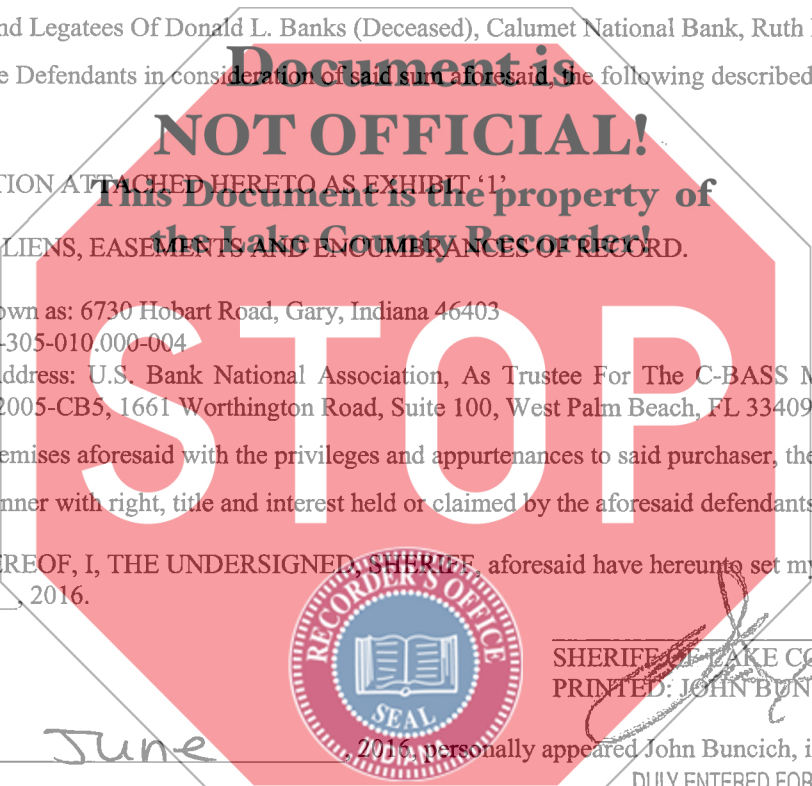 nd Legatees Of Donald L. Banks (Deceased), Calumet National Bank, Ruth
Document is
e Defendants in consideration of said sum aforesaid, the following described
NOT OFFICIAL!
TION ATTACHED HERETO AS EXHIBIT ‘1’
This Document is the property of
the Lake County Recorder!
LIENS, EASEMENTS AND ENCUMBRANCES OF RECORD.
own as: 6730 Hobart Road, Gary, Indiana 46403
-305-010.000-004
STOP
ddress: U.S. Bank National Association, As Trustee For The C-BASS M
2005-CB5, 1661 Worthington Road, Suite 100, West Palm Beach, FL 33409
emises aforesaid with the privileges and appurtenances to said purchaser, the
nner with right, title and interest held or claimed by the aforesaid defendants
EREOF, I, THE UNDERSIGNED, SHERIFF, aforesaid have hereunto set my
, 2016.
RECORDER'S OFFICE
SEAL
SHERIFF OF LAKE CO
PRINTED: JOHN BUN
June , 2016, personally appeared John Buncich, i
DULY ENTERED FOR